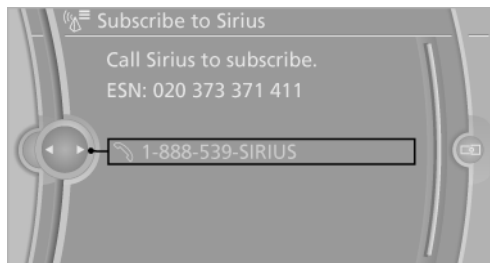 Subscribe to Sirius
Call Sirius to subscribe.
ESN: 020 373 371 411
1-888-539-SIRIUS